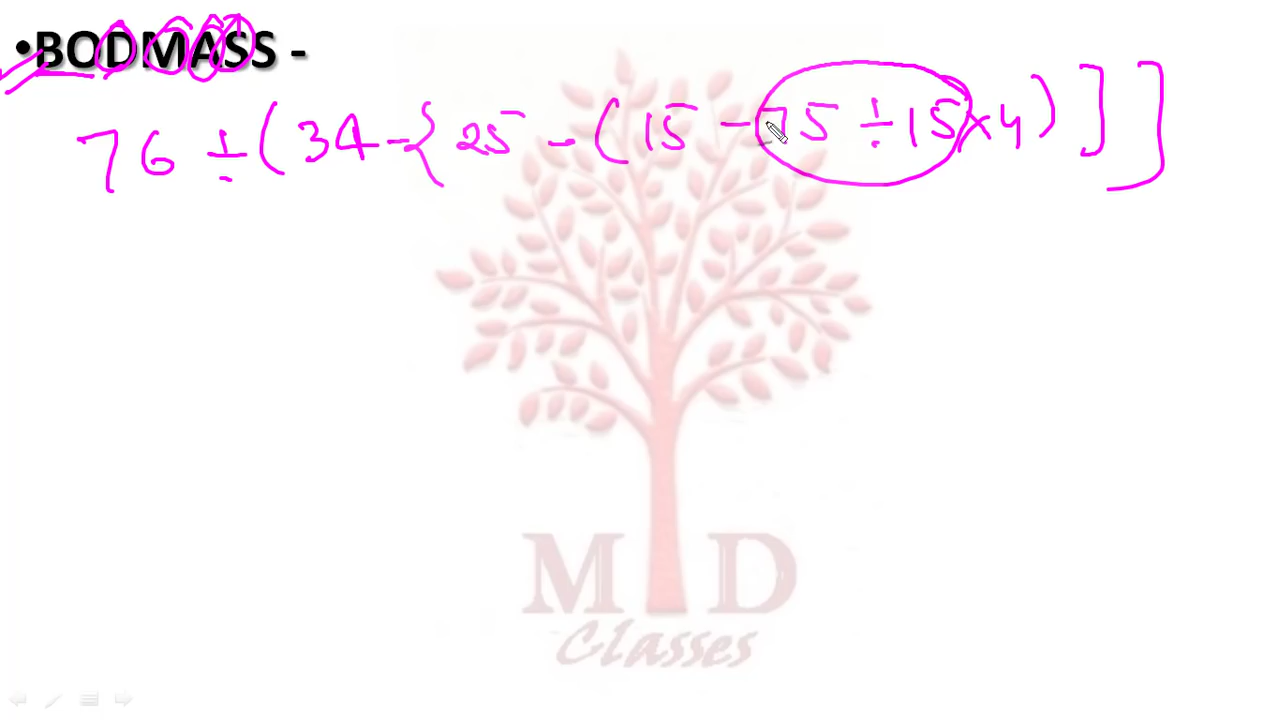 •BODMASS -
76 ÷ ( 34 - { 25 - ( 15 - 75 ÷ 15 × 4 ) ] ]
M D
Classes